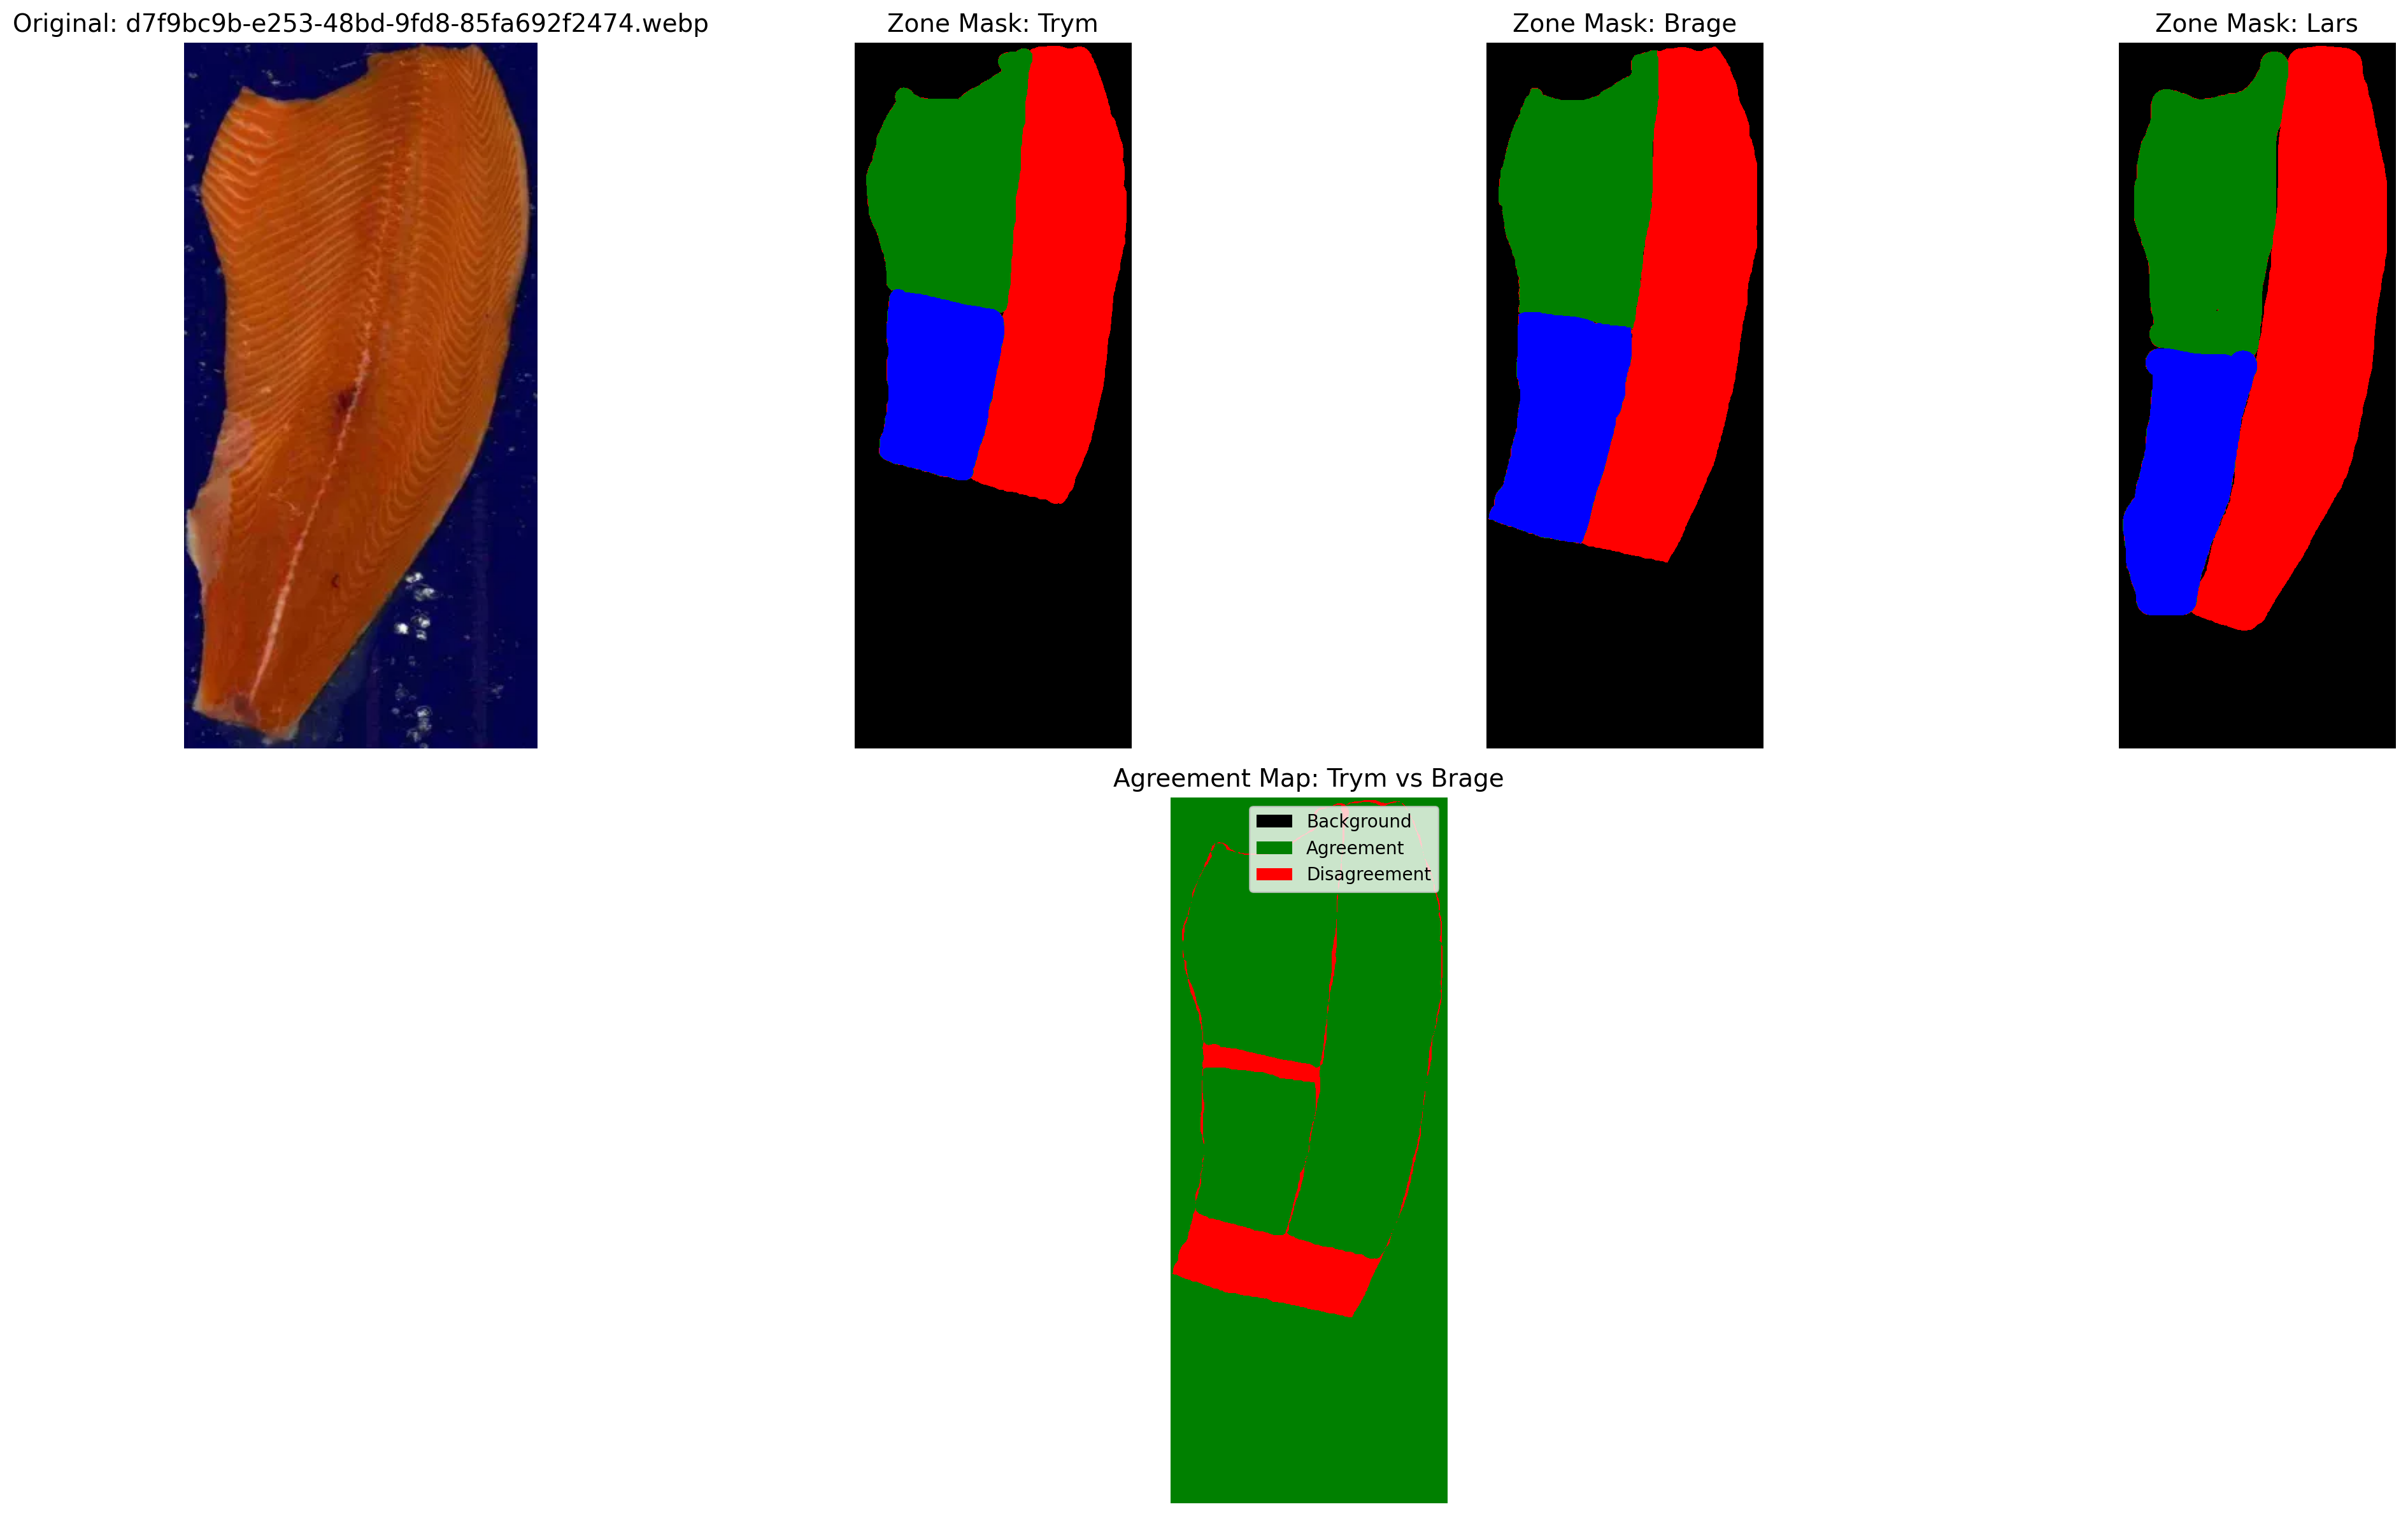 Original: d7f9bc9b-e253-48bd-9fd8-85fa692f2474.webp
Zone Mask: Trym
Zone Mask: Brage
Zone Mask: Lars
Agreement Map: Trym vs Brage
Background
Agreement
Disagreement